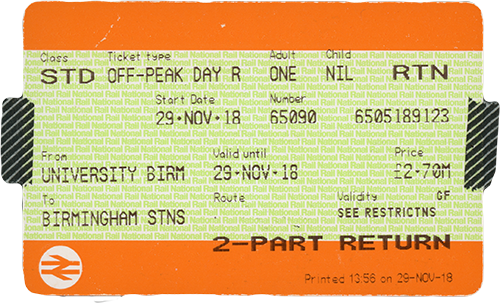 Class Ticket type Adult Child
STD OFF-PEAK DAY R ONE NIL RTN
Start Date Number
29·NOV·18 65090 6505189123
From Valid until Price
UNIVERSITY BIRM 29·NOV·18 £2·70M
To Route Validity GF
BIRMINGHAM STNS SEE RESTRICTNS
2-PART RETURN
Printed 13:56 on 29-NOV-18